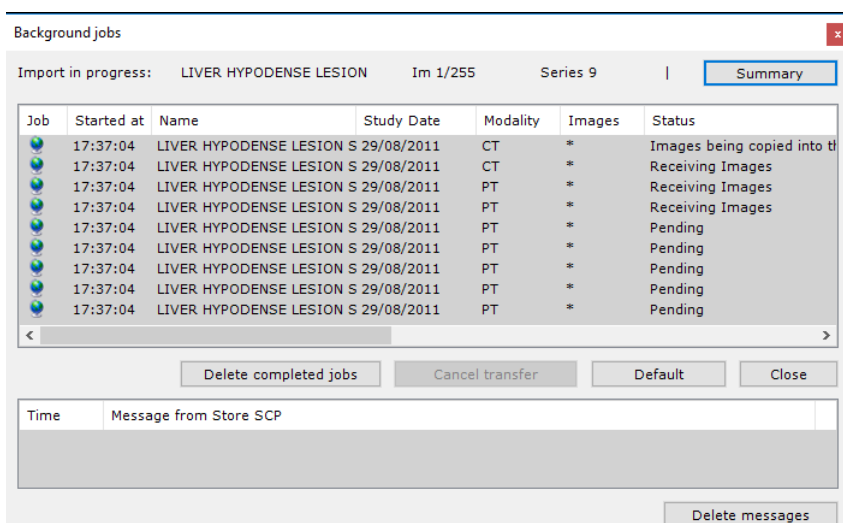 Background jobs
x
Import in progress: LIVER HYPODENSE LESION Im 1/255 Series 9 | Summary
Job Started at Name Study Date Modality Images Status
17:37:04 LIVER HYPODENSE LESION S 29/08/2011 CT * Images being copied into th
17:37:04 LIVER HYPODENSE LESION S 29/08/2011 CT * Receiving Images
17:37:04 LIVER HYPODENSE LESION S 29/08/2011 PT * Receiving Images
17:37:04 LIVER HYPODENSE LESION S 29/08/2011 PT * Receiving Images
17:37:04 LIVER HYPODENSE LESION S 29/08/2011 PT * Pending
17:37:04 LIVER HYPODENSE LESION S 29/08/2011 PT * Pending
17:37:04 LIVER HYPODENSE LESION S 29/08/2011 PT * Pending
17:37:04 LIVER HYPODENSE LESION S 29/08/2011 PT * Pending
17:37:04 LIVER HYPODENSE LESION S 29/08/2011 PT * Pending
Delete completed jobs Cancel transfer Default Close
Time Message from Store SCP
Delete messages